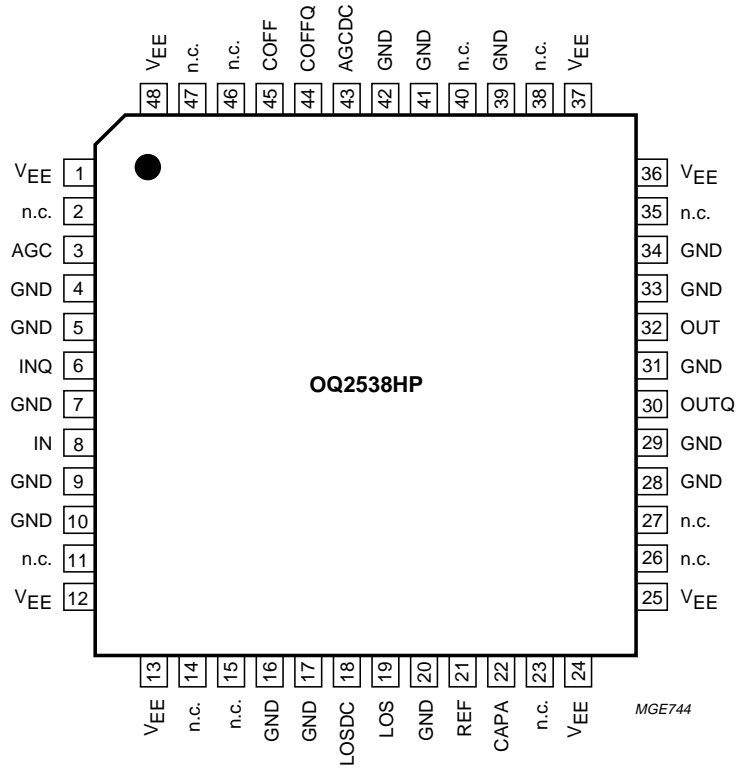 VEE
n.c.
n.c.
COFF
COFFQ
AGCDC
GND
GND
n.c.
GND
n.c.
VEE
48
47
46
45
44
43
42
41
40
39
38
37
VEE 1
n.c. 2
AGC 3
GND 4
GND 5
INQ 6
GND 7
IN 8
GND 9
GND 10
n.c. 11
VEE 12
OQ2538HP
36 VEE
35 n.c.
34 GND
33 GND
32 OUT
31 GND
30 OUTQ
29 GND
28 GND
27 n.c.
26 n.c.
25 VEE
13
14
15
16
17
18
19
20
21
22
23
24
VEE
n.c.
n.c.
GND
GND
LOSDC
LOS
GND
REF
CAPA
n.c.
VEE
MGE744